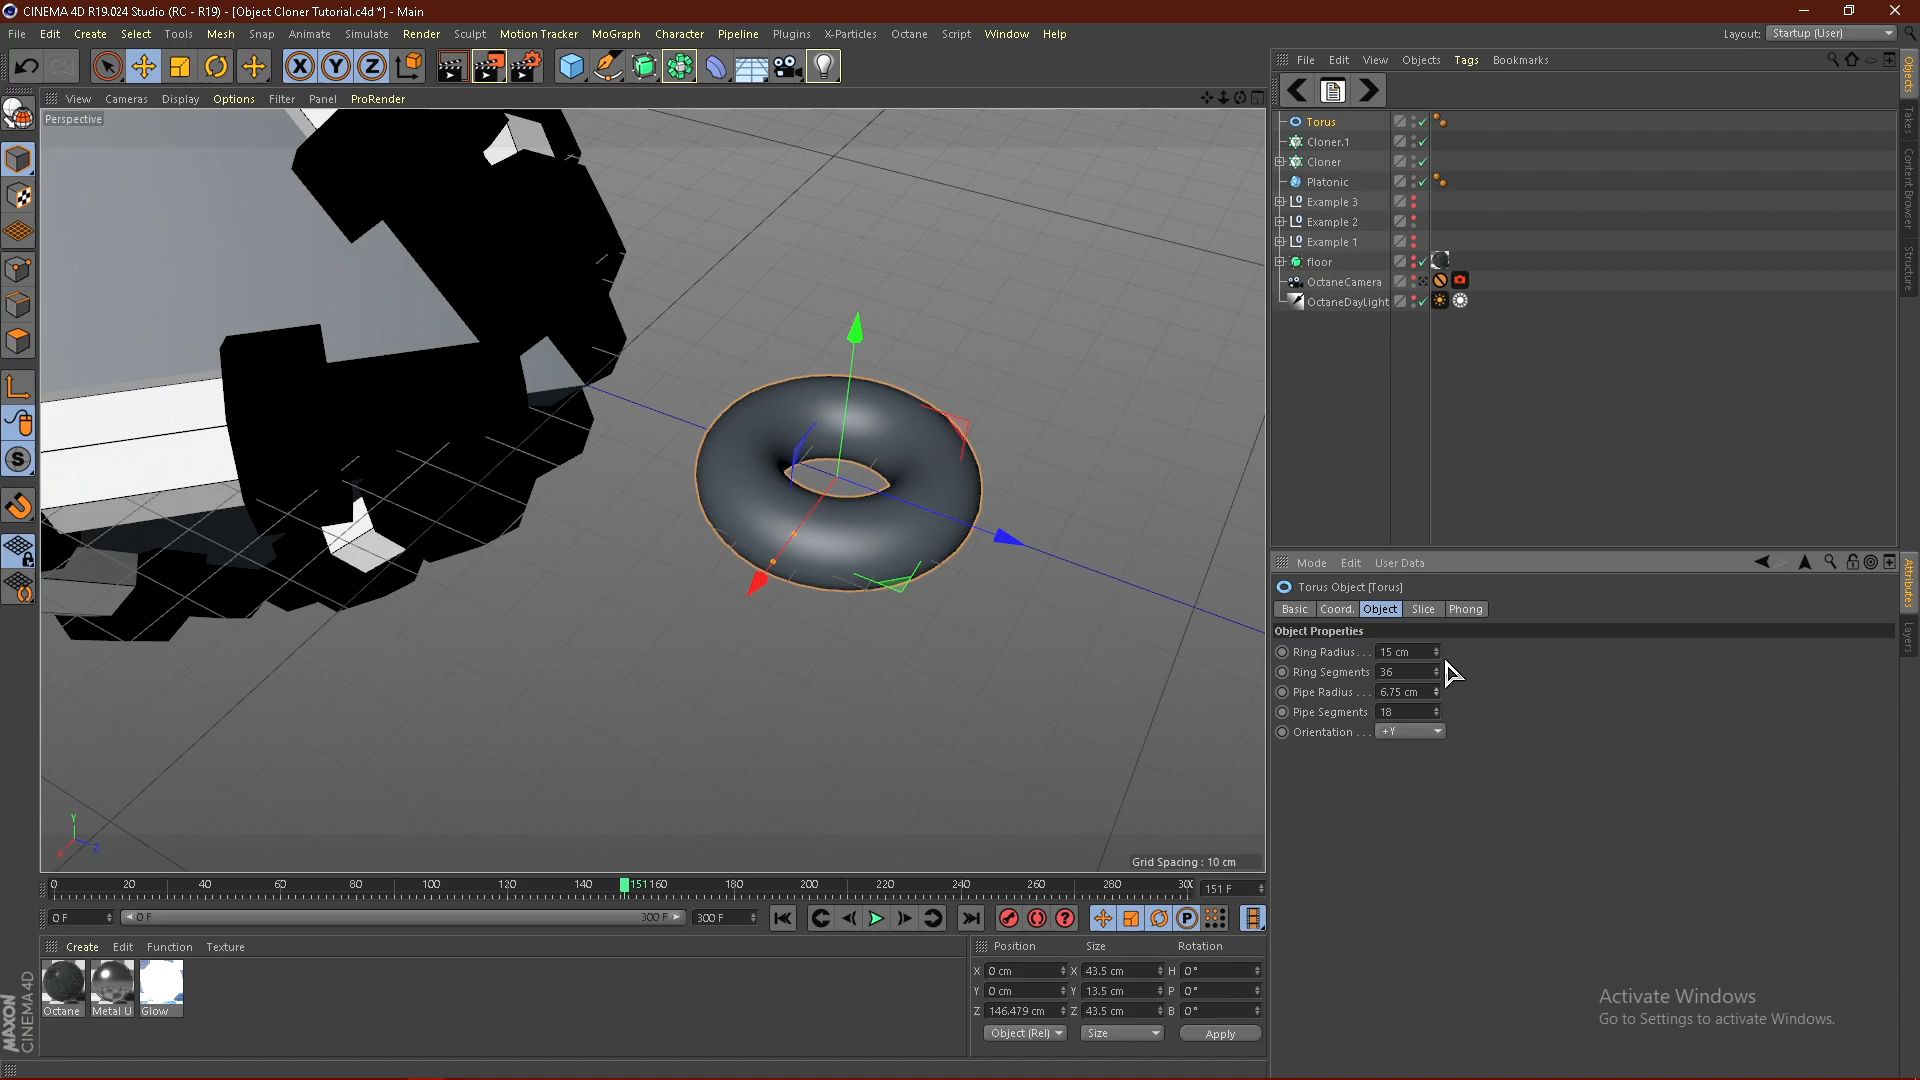 CINEMA 4D R19.024 Studio (RC - R19) - [Object Cloner Tutorial.c4d *] - Main
File Edit Create Select Tools Mesh Snap Animate Simulate Render Sculpt Motion Tracker MoGraph Character Pipeline Plugins X-Particles Octane Script Window Help
Layout: Startup (User)
View Cameras Display Options Filter Panel ProRender
Perspective
Grid Spacing : 10 cm
File Edit View Objects Tags Bookmarks
Torus
Cloner.1
Cloner
Platonic
Example 3
Example 2
Example 1
floor
OctaneCamera
OctaneDayLight
Objects
Takes
Content Browser
Structure
Mode Edit User Data
Torus Object [Torus]
Basic Coord. Object Slice Phong
Object Properties
Ring Radius . . . 15 cm
Ring Segments 36
Pipe Radius . . . 6.75 cm
Pipe Segments 18
Orientation . . . +Y
Attributes
Layers
0 20 40 60 80 100 120 140 151 160 180 200 220 240 260 280 30
151 F
0 F 0 F 300 F 300 F
Create Edit Function Texture
Octane Metal U Glow
Position Size Rotation
X 0 cm X 43.5 cm H 0°
Y 0 cm Y 13.5 cm P 0°
Z 146.479 cm Z 43.5 cm B 0°
Object (Rel) Size Apply
MAXON
CINEMA 4D
Activate Windows
Go to Settings to activate Windows.
X Y Z